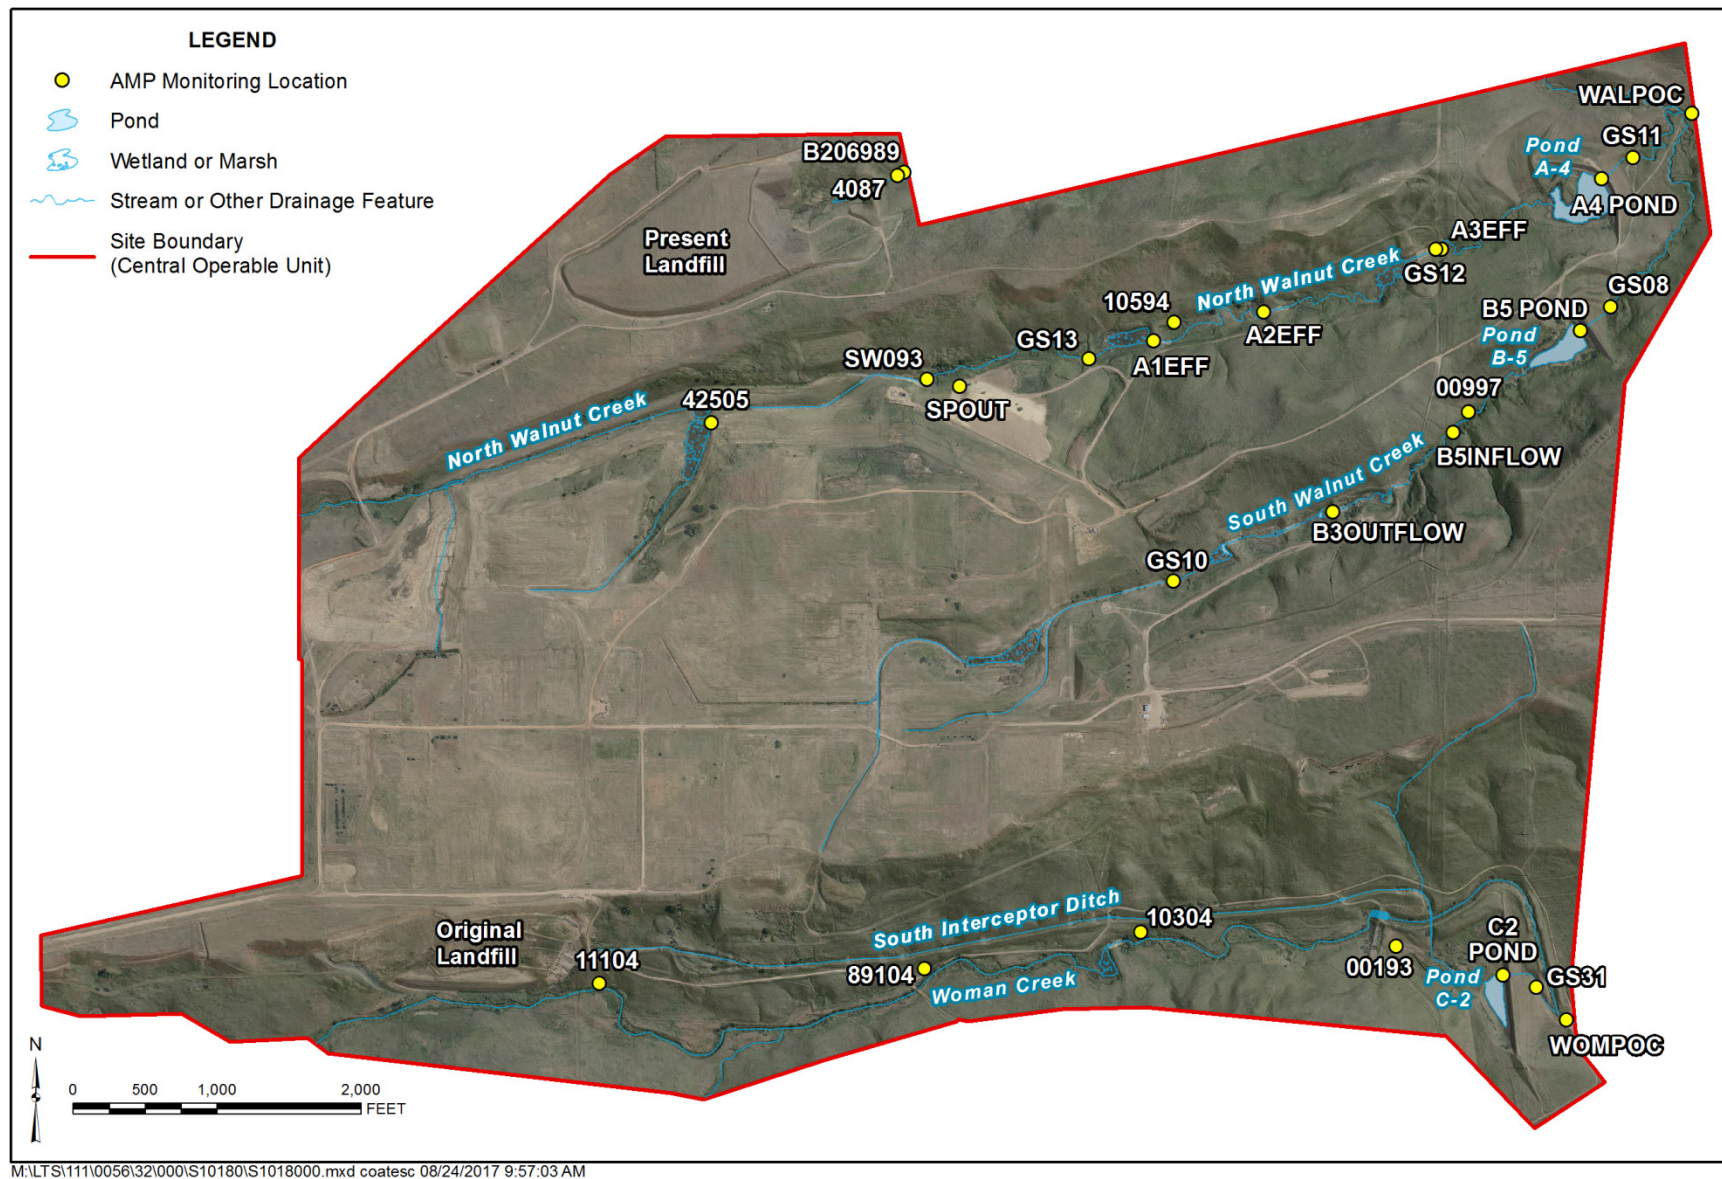 LEGEND
AMP Monitoring Location
Pond
Wetland or Marsh
Stream or Other Drainage Feature
Site Boundary
(Central Operable Unit)
WALPOC
GS11
Pond
A-4
A4 POND
B206989
4087
Present
Landfill
A3EFF
GS12
North Walnut Creek
10594
A2EFF
GS13
A1EFF
GS08
B5 POND
Pond
B-5
SW093
SPOUT
42505
North Walnut Creek
00997
B5INFLOW
South Walnut Creek
B3OUTFLOW
GS10
South Interceptor Ditch
10304
Original
Landfill
11104
89104
Woman Creek
00193
C2
POND
Pond
C-2
GS31
WOMPOC
N
0 500 1,000 2,000
FEET
M:\LTS\111\0056\32\000\S10180\S1018000.mxd coatesc 08/24/2017 9:57:03 AM